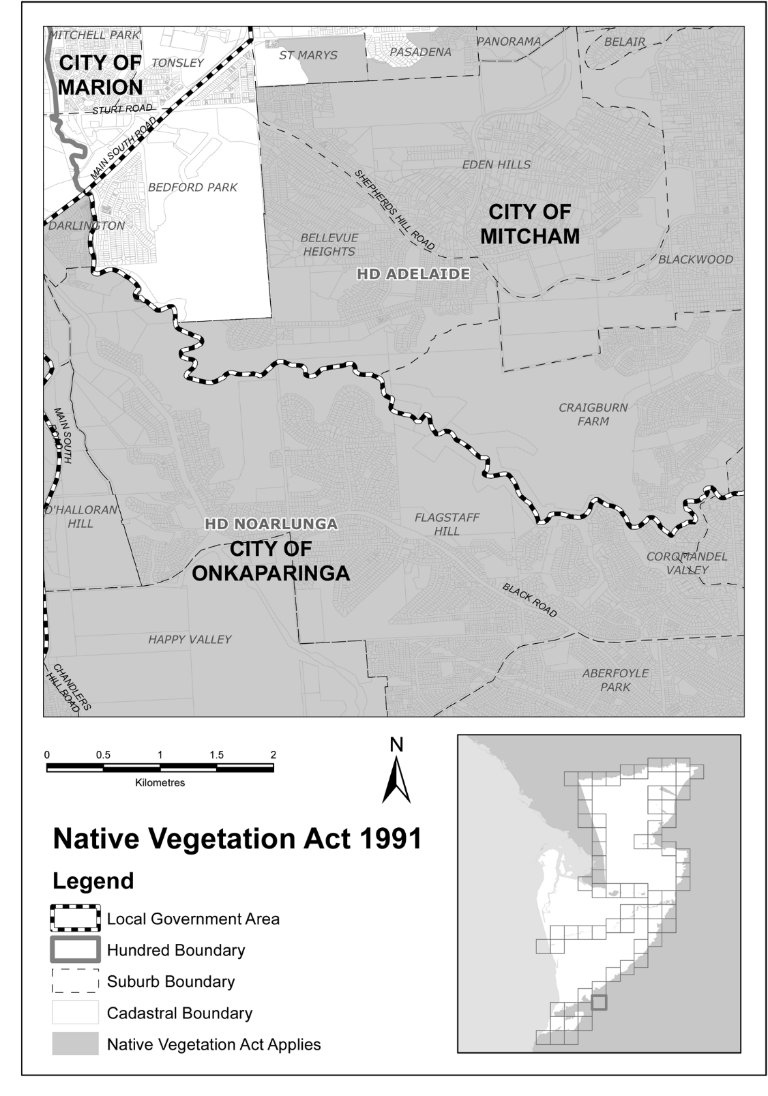 MITCHELL PARK
CITY OF
MARION
TONSLEY
ST MARYS
PASADENA
PANORAMA
BELAIR
STURT ROAD
MAIN SOUTH ROAD
BEDFORD PARK
EDEN HILLS
SHEPHERDS HILL ROAD
CITY OF
MITCHAM
DARLINGTON
BELLEVUE
HEIGHTS
HD ADELAIDE
BLACKWOOD
CRAIGBURN
FARM
MAIN SOUTH
ROAD
D'HALLORAN
HILL
HD NOARLUNGA
CITY OF
ONKAPARINGA
FLAGSTAFF
HILL
COROMANDEL
VALLEY
BLACK ROAD
HAPPY VALLEY
ABERFOYLE
PARK
CHANDLERS
HILL ROAD
0 0.5 1 1.5 2
Kilometres
N
Native Vegetation Act 1991
Legend
Local Government Area
Hundred Boundary
Suburb Boundary
Cadastral Boundary
Native Vegetation Act Applies